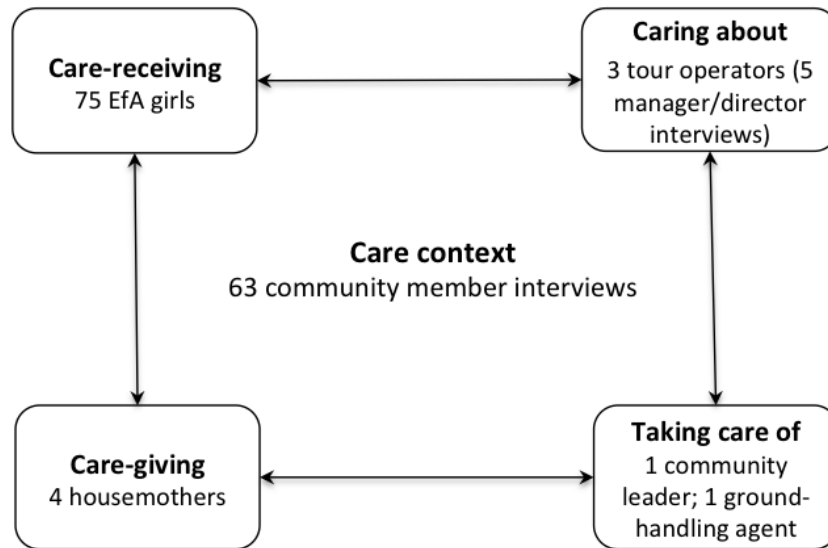 Care-receiving
75 EfA girls
Caring about
3 tour operators (5
manager/director
interviews)
Care context
63 community member interviews
Care-giving
4 housemothers
Taking care of
1 community
leader; 1 ground-
handling agent